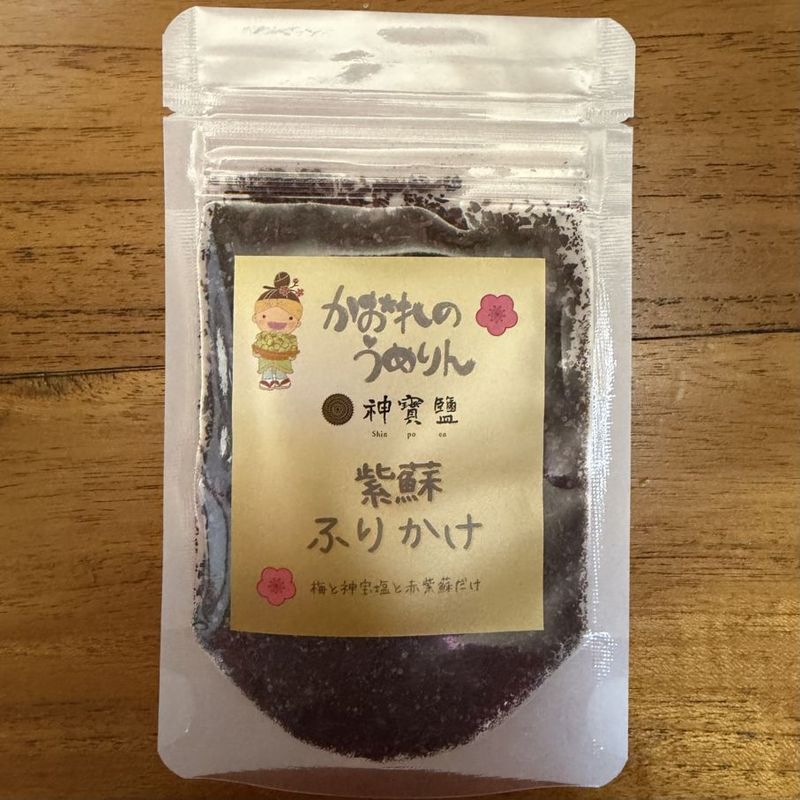 かおれの
うめりん
神寳鹽
Shin po en
紫蘇
ふりかけ
梅と神宝塩と赤紫蘇だけ